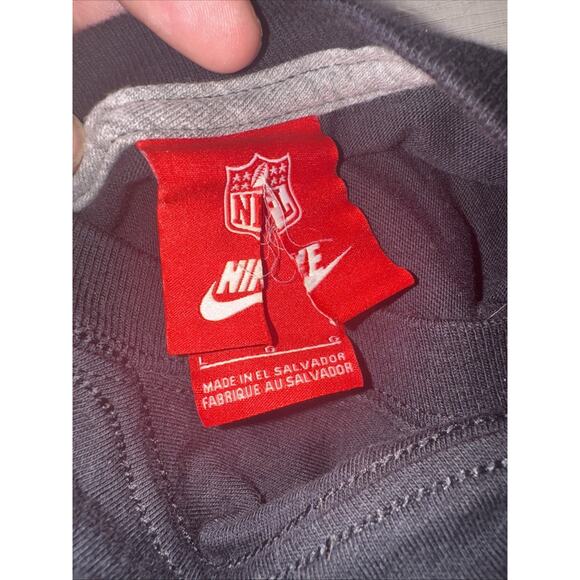 NFL
NIKE
L G G
MADE IN EL SALVADOR
FABRIQUE AU SALVADOR